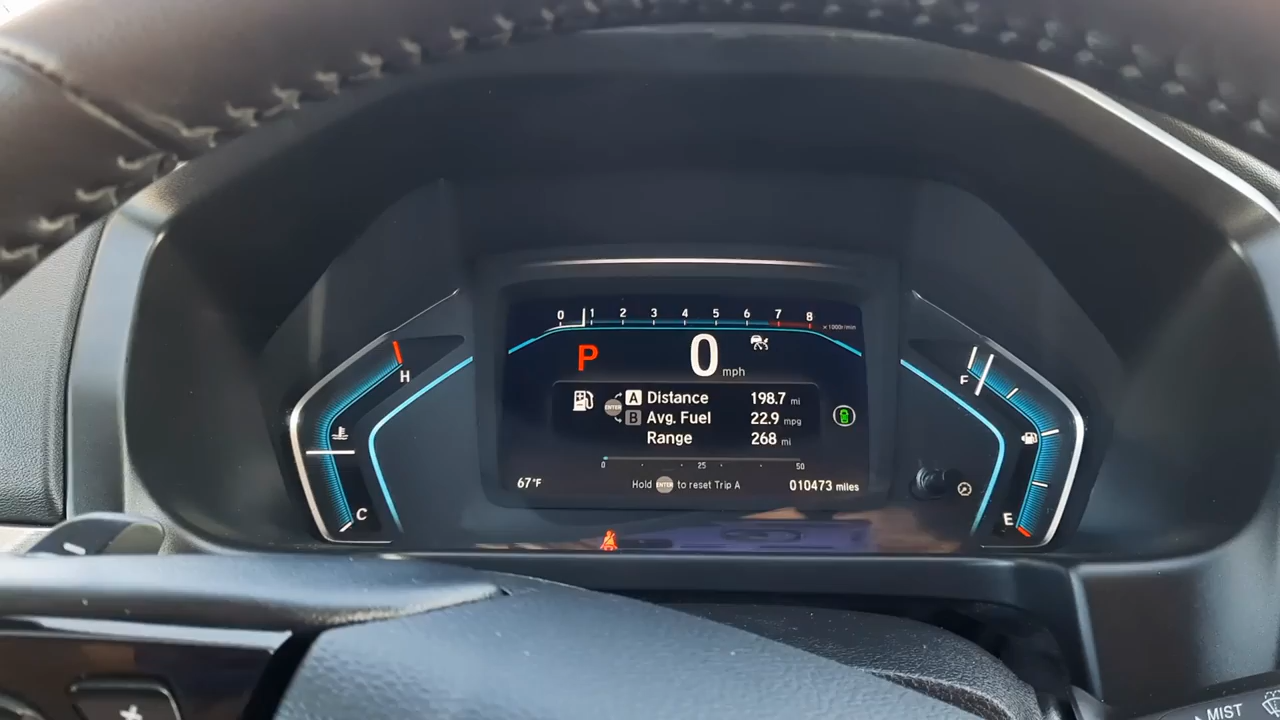 0 1 2 3 4 5 6 7 8 x1000r/min
P 0 mph
H
F
ENTER A Distance 198.7 mi
B Avg. Fuel 22.9 mpg
Range 268 mi
0 25 50
C
E
67°F
Hold ENTER to reset Trip A
010473 miles
MIST